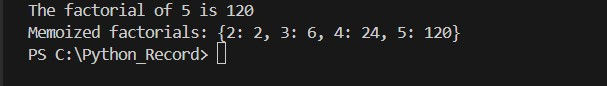 The factorial of 5 is 120
Memoized factorials: {2: 2, 3: 6, 4: 24, 5: 120}
PS C:\Python_Record>